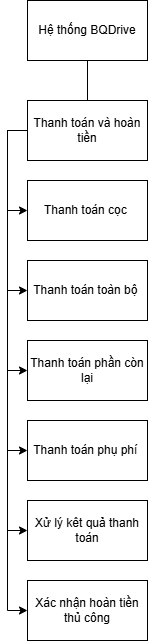 Hệ thống BQDrive
Thanh toán và hoàn
tiền
Thanh toán cọc
Thanh toán toàn bộ
Thanh toán phần còn
lại
Thanh toán phụ phí
Xử lý kết quả thanh
toán
Xác nhận hoàn tiền
thủ công